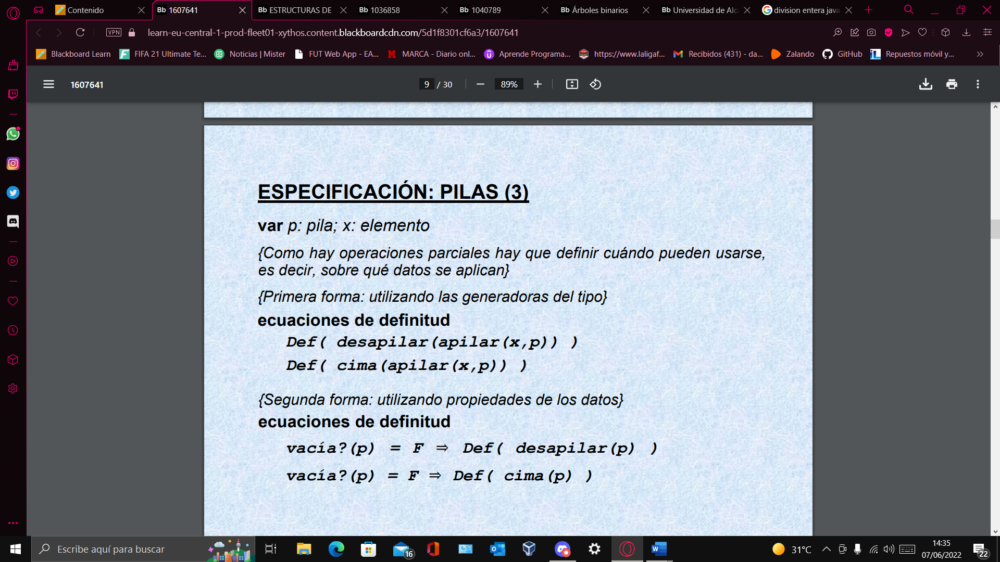 Contenido
Bb 1607641
Bb ESTRUCTURAS DE
Bb 1036858
Bb 1040789
Bb Árboles binarios
Bb Universidad de Alc
G division entera java
VPN
learn-eu-central-1-prod-fleet01-xythos.content.blackboardcdn.com/5d1f8301cf6a3/1607641
Blackboard Learn
FIFA 21 Ultimate Te...
Noticias | Mister
FUT Web App - EA...
MARCA - Diario onl...
Aprende Programa...
https://www.laligaf...
Recibidos (431) - da...
Zalando
GitHub
Repuestos móvil y...
1607641
9 / 30
89%
ESPECIFICACIÓN: PILAS (3)
var p: pila; x: elemento
{Como hay operaciones parciales hay que definir cuándo pueden usarse,
es decir, sobre qué datos se aplican}
{Primera forma: utilizando las generadoras del tipo}
ecuaciones de definitud
Def( desapilar(apilar(x,p)) )
Def( cima(apilar(x,p)) )
{Segunda forma: utilizando propiedades de los datos}
ecuaciones de definitud
vacía?(p) = F ⇒ Def( desapilar(p) )
vacía?(p) = F ⇒ Def( cima(p) )
Escribe aquí para buscar
16
31°C
14:35
07/06/2022
22